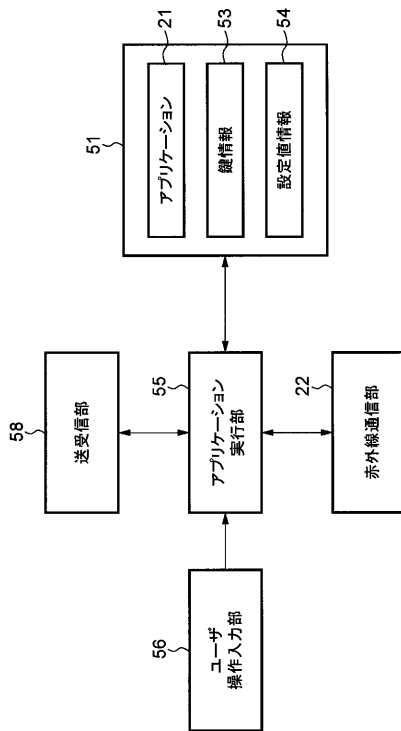 58
送受信部
51
アプリケーション
21
鍵情報
53
設定値情報
54
55
アプリケーション
実行部
56
ユーザ
操作入力部
22
赤外線通信部